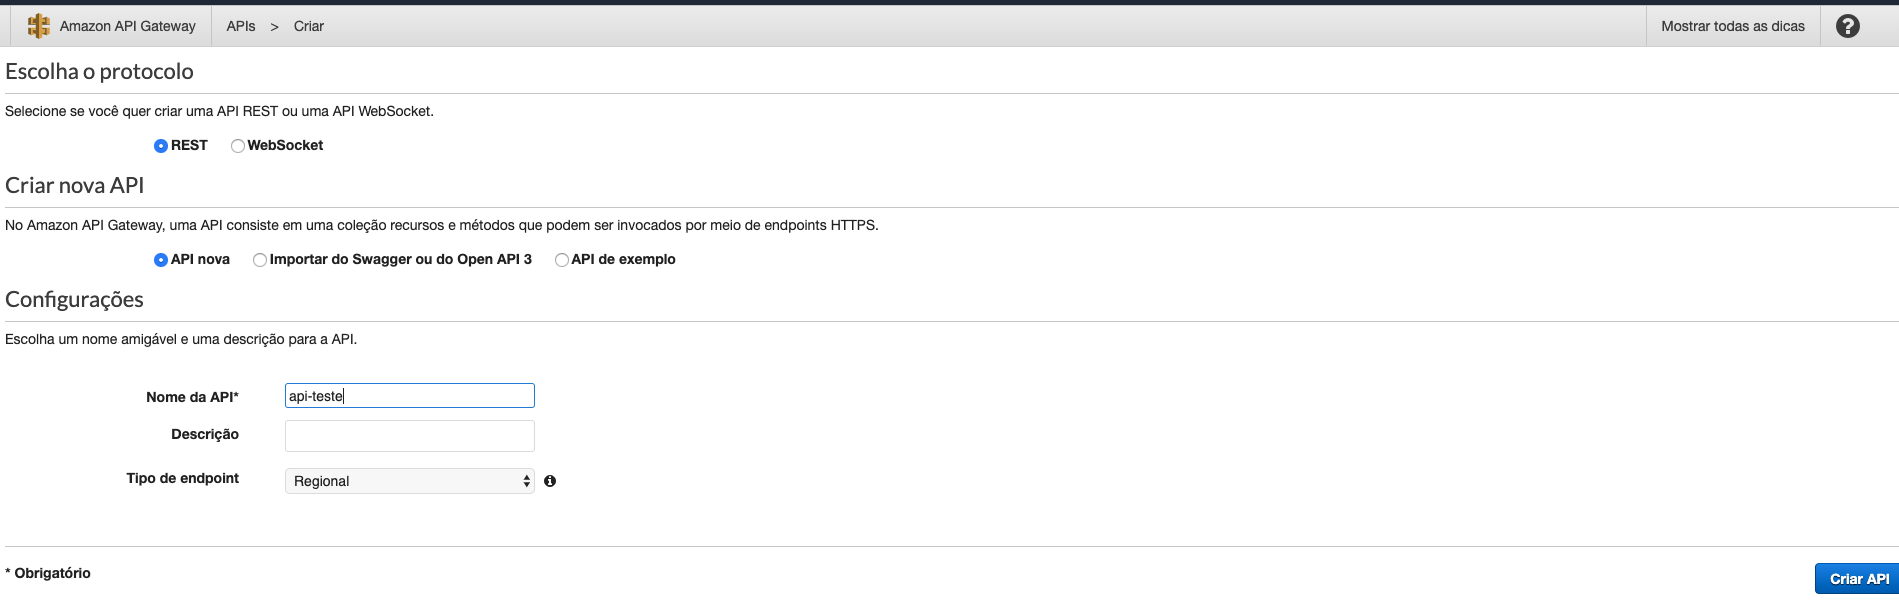 Amazon API Gateway APIs > Criar Mostrar todas as dicas ?
Escolha o protocolo
Selecione se você quer criar uma API REST ou uma API WebSocket.
REST WebSocket
Criar nova API
No Amazon API Gateway, uma API consiste em uma coleção recursos e métodos que podem ser invocados por meio de endpoints HTTPS.
API nova Importar do Swagger ou do Open API 3 API de exemplo
Configurações
Escolha um nome amigável e uma descrição para a API.
Nome da API* api-teste
Descrição
Tipo de endpoint Regional
* Obrigatório
Criar API